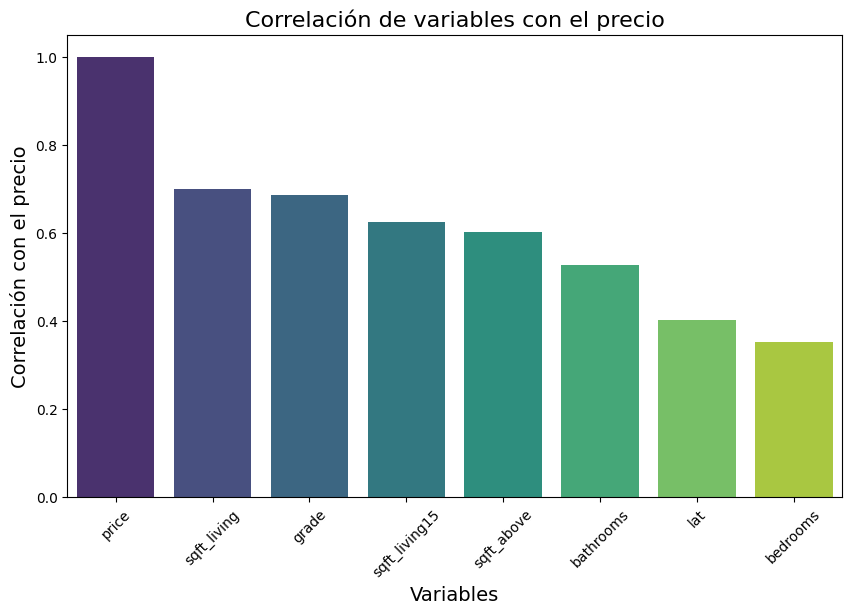 Correlación de variables con el precio
Correlación con el precio
1.0
0.8
0.6
0.4
0.2
0.0
price
sqft_living
grade
sqft_living15
sqft_above
bathrooms
lat
bedrooms
Variables